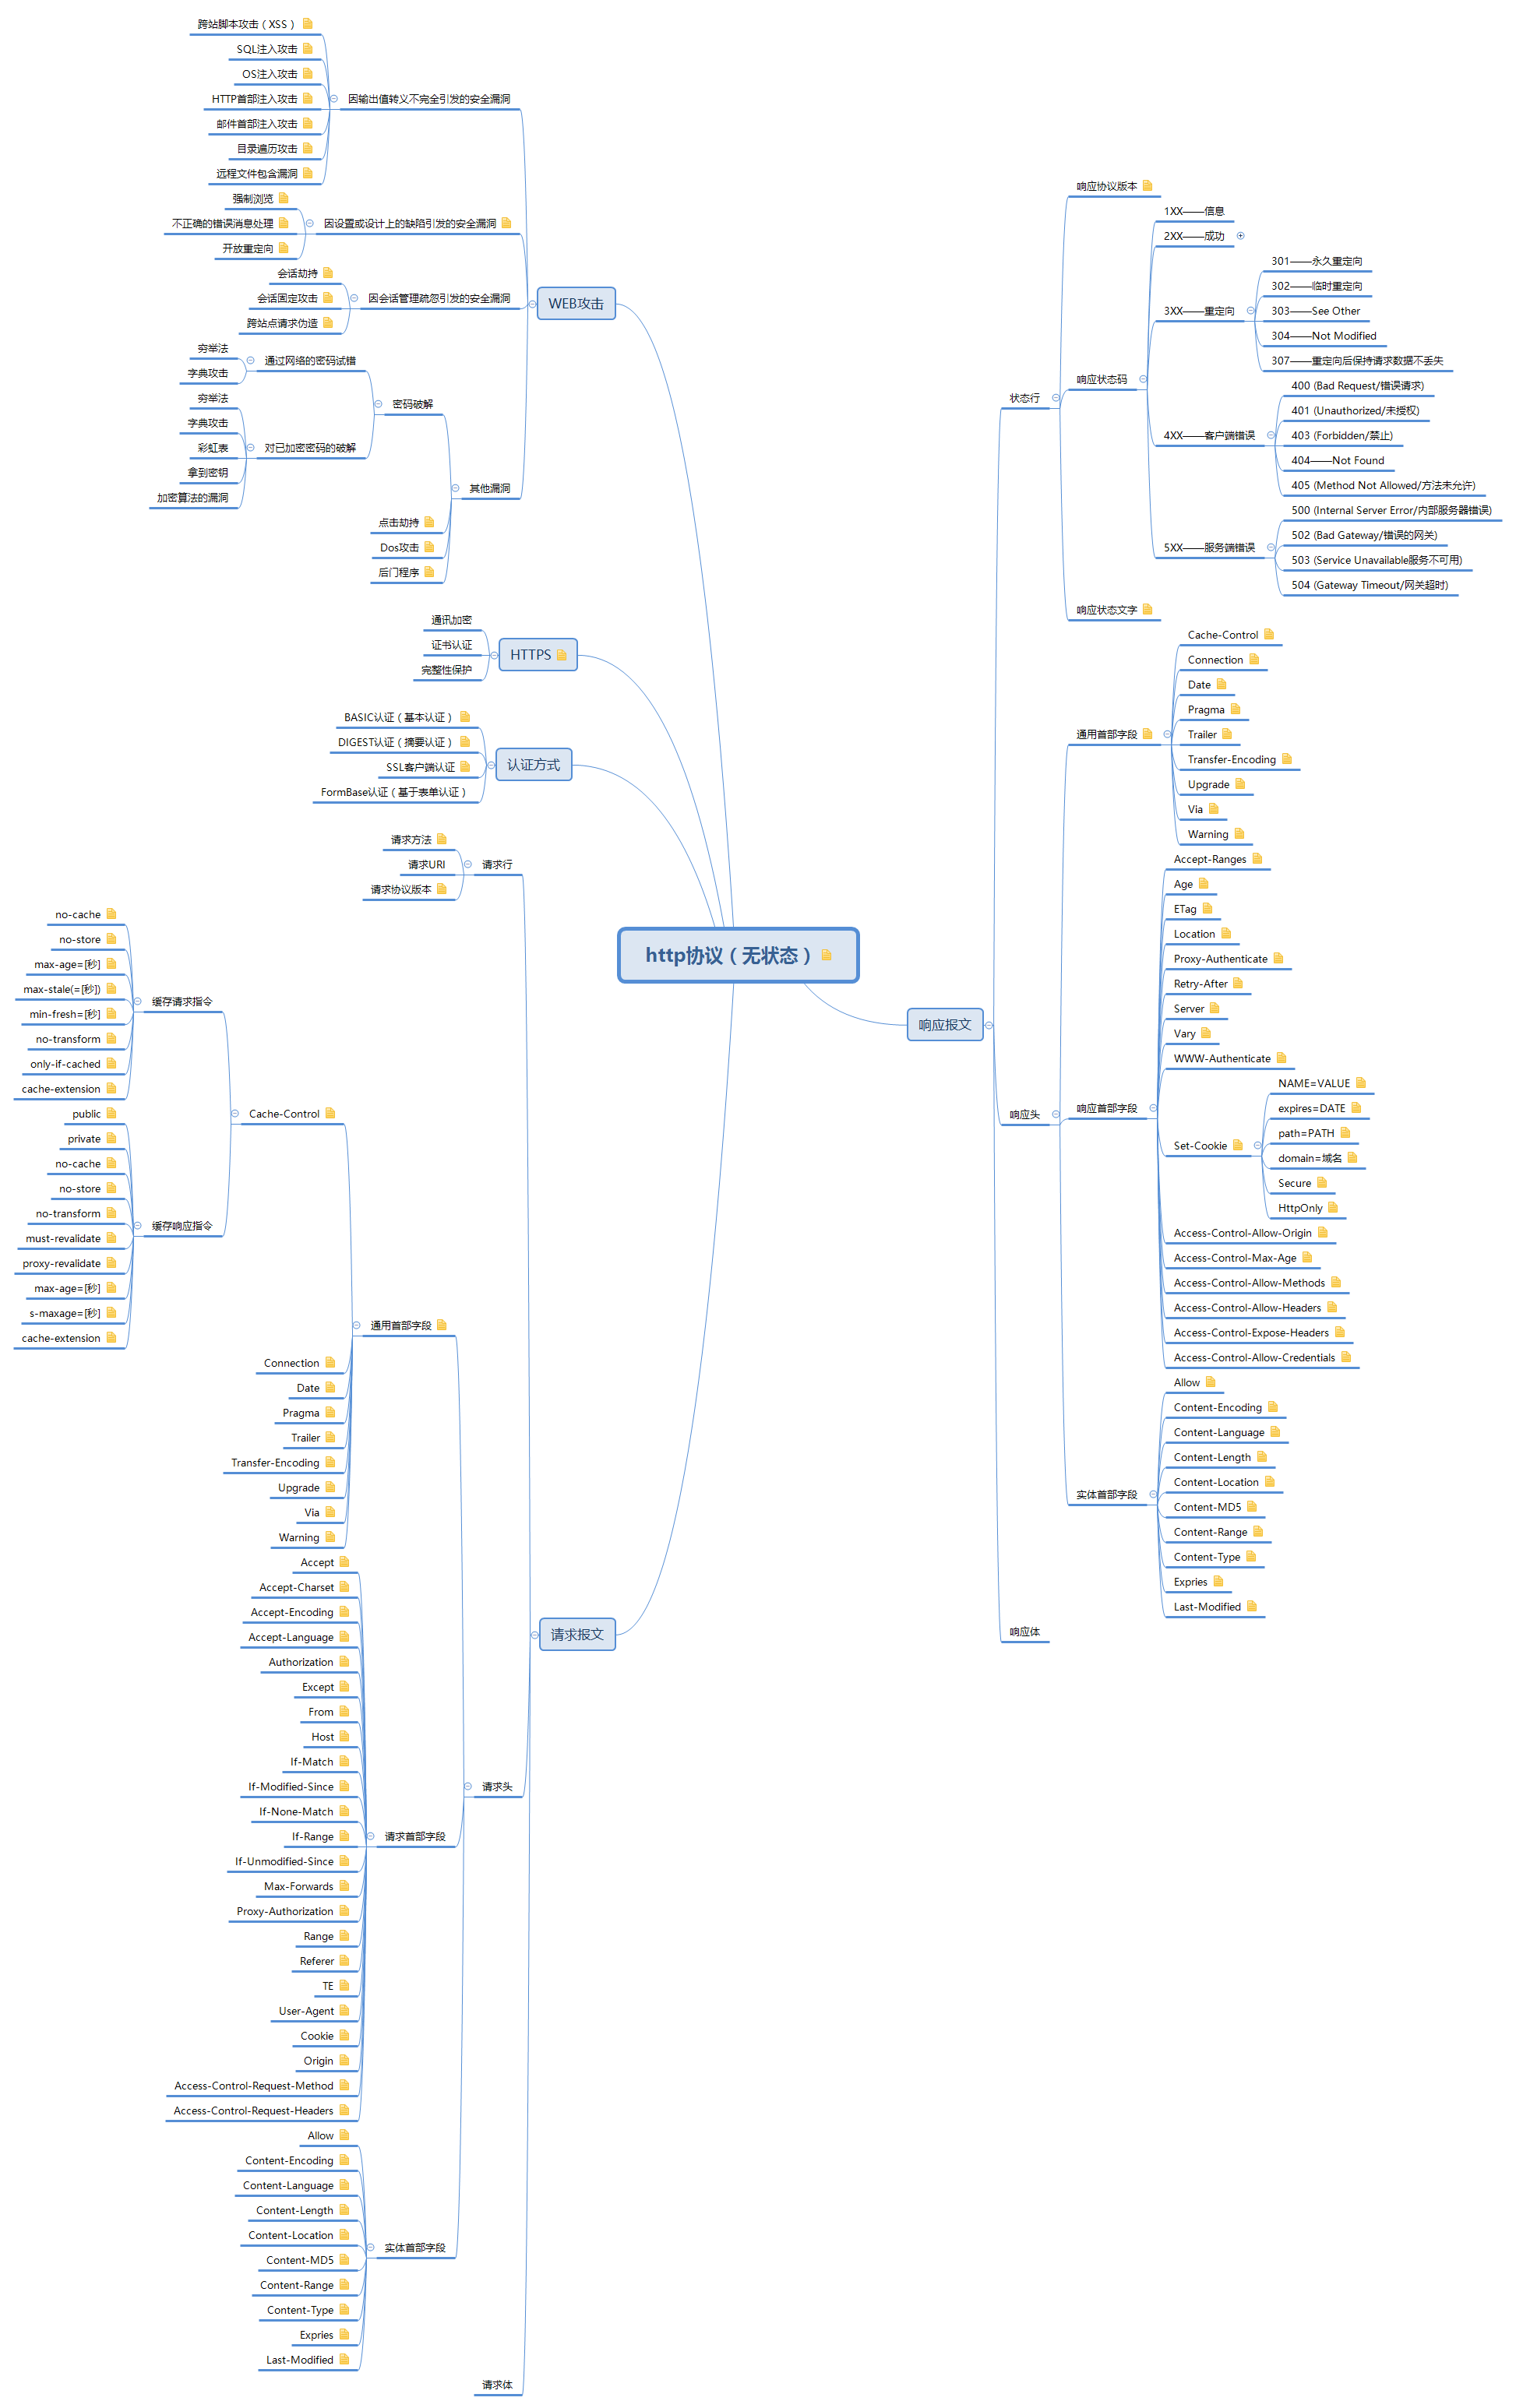 http协议（无状态）
WEB攻击
因输出值转义不完全引发的安全漏洞
跨站脚本攻击（XSS）
SQL注入攻击
OS注入攻击
HTTP首部注入攻击
邮件首部注入攻击
目录遍历攻击
远程文件包含漏洞
因设置或设计上的缺陷引发的安全漏洞
强制浏览
不正确的错误消息处理
开放重定向
因会话管理疏忽引发的安全漏洞
会话劫持
会话固定攻击
跨站点请求伪造
其他漏洞
密码破解
通过网络的密码试错
穷举法
字典攻击
对已加密密码的破解
穷举法
字典攻击
彩虹表
拿到密钥
加密算法的漏洞
点击劫持
Dos攻击
后门程序
HTTPS
通讯加密
证书认证
完整性保护
认证方式
BASIC认证（基本认证）
DIGEST认证（摘要认证）
SSL客户端认证
FormBase认证（基于表单认证）
请求报文
请求行
请求方法
请求URI
请求协议版本
请求头
通用首部字段
Cache-Control
缓存请求指令
no-cache
no-store
max-age=[秒]
max-stale(=[秒])
min-fresh=[秒]
no-transform
only-if-cached
cache-extension
缓存响应指令
public
private
no-cache
no-store
no-transform
must-revalidate
proxy-revalidate
max-age=[秒]
s-maxage=[秒]
cache-extension
Connection
Date
Pragma
Trailer
Transfer-Encoding
Upgrade
Via
Warning
请求首部字段
Accept
Accept-Charset
Accept-Encoding
Accept-Language
Authorization
Except
From
Host
If-Match
If-Modified-Since
If-None-Match
If-Range
If-Unmodified-Since
Max-Forwards
Proxy-Authorization
Range
Referer
TE
User-Agent
Cookie
Origin
Access-Control-Request-Method
Access-Control-Request-Headers
实体首部字段
Allow
Content-Encoding
Content-Language
Content-Length
Content-Location
Content-MD5
Content-Range
Content-Type
Expries
Last-Modified
请求体
响应报文
状态行
响应协议版本
响应状态码
1XX——信息
2XX——成功
3XX——重定向
301——永久重定向
302——临时重定向
303——See Other
304——Not Modified
307——重定向后保持请求数据不丢失
4XX——客户端错误
400 (Bad Request/错误请求)
401 (Unauthorized/未授权)
403 (Forbidden/禁止)
404——Not Found
405 (Method Not Allowed/方法未允许)
5XX——服务端错误
500 (Internal Server Error/内部服务器错误)
502 (Bad Gateway/错误的网关)
503 (Service Unavailable服务不可用)
504 (Gateway Timeout/网关超时)
响应状态文字
响应头
通用首部字段
Cache-Control
Connection
Date
Pragma
Trailer
Transfer-Encoding
Upgrade
Via
Warning
响应首部字段
Accept-Ranges
Age
ETag
Location
Proxy-Authenticate
Retry-After
Server
Vary
WWW-Authenticate
Set-Cookie
NAME=VALUE
expires=DATE
path=PATH
domain=域名
Secure
HttpOnly
Access-Control-Allow-Origin
Access-Control-Max-Age
Access-Control-Allow-Methods
Access-Control-Allow-Headers
Access-Control-Expose-Headers
Access-Control-Allow-Credentials
实体首部字段
Allow
Content-Encoding
Content-Language
Content-Length
Content-Location
Content-MD5
Content-Range
Content-Type
Expries
Last-Modified
响应体